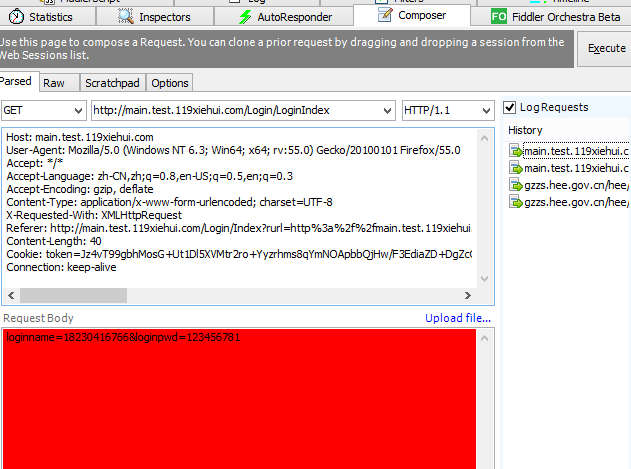 FiddlerScript Log Filters Timeline
Statistics Inspectors AutoResponder Composer Fiddler Orchestra Beta
Use this page to compose a Request. You can clone a prior request by dragging and dropping a session from the
Web Sessions list.
Execute
Parsed Raw Scratchpad Options
GET http://main.test.119xiehui.com/Login/LoginIndex HTTP/1.1
Log Requests
History
main.test.119xiehui.c
main.test.119xiehui.c
gzzs.hee.gov.cn/hee/
gzzs.hee.gov.cn/hee/
Host: main.test.119xiehui.com
User-Agent: Mozilla/5.0 (Windows NT 6.3; Win64; x64; rv:55.0) Gecko/20100101 Firefox/55.0
Accept: */*
Accept-Language: zh-CN,zh;q=0.8,en-US;q=0.5,en;q=0.3
Accept-Encoding: gzip, deflate
Content-Type: application/x-www-form-urlencoded; charset=UTF-8
X-Requested-With: XMLHttpRequest
Referer: http://main.test.119xiehui.com/Login/Index?rurl=http%3a%2f%2fmain.test.119xiehui.
Content-Length: 40
Cookie: token=Jz4vT99gbhMosG+Ut1Dl5XVMtr2ro+Yyzrhms8qYmNOApbbQjHw/F3EdiaZD+DgZc
Connection: keep-alive
Request Body Upload file...
loginname=18230416766&loginpwd=123456781